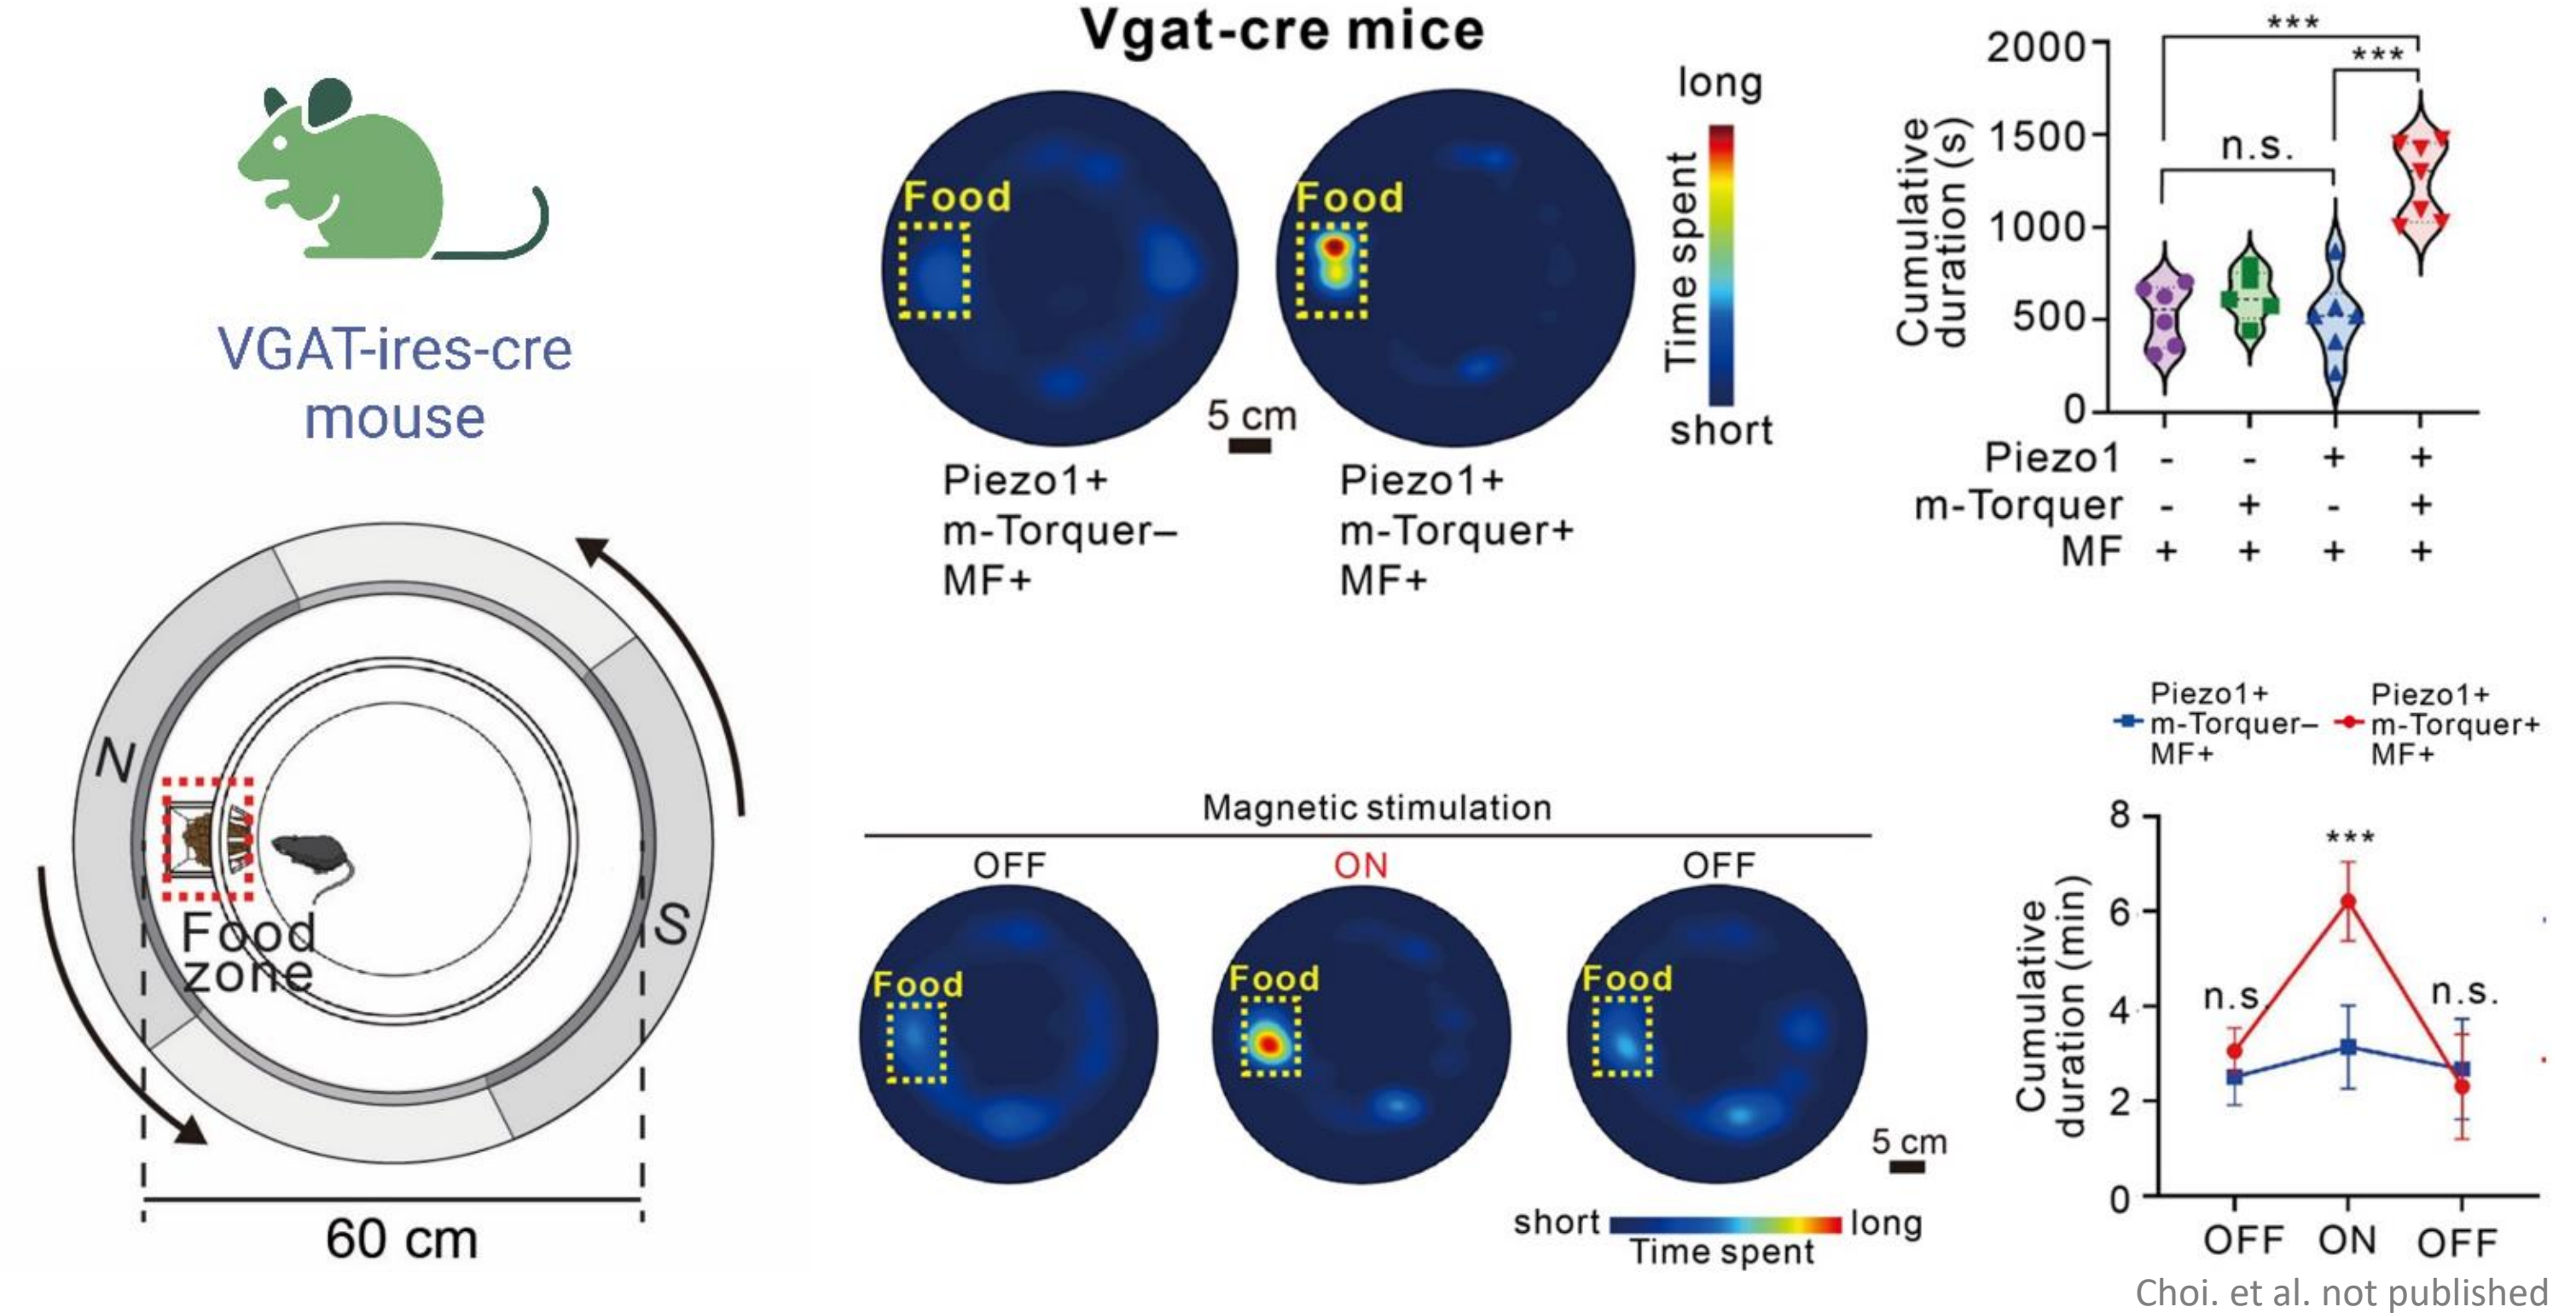 VGAT-ires-cre
mouse
N
S
Food
zone
60 cm
Vgat-cre mice
Food
Food
5 cm
long
Time spent
short
Piezo1+
m-Torquer–
MF+
Piezo1+
m-Torquer+
MF+
Cumulative
duration (s)
2000
1500
1000
500
0
***
***
n.s.
Piezo1 - - + +
m-Torquer - + - +
MF + + + +
Magnetic stimulation
OFF
ON
OFF
Food
Food
Food
5 cm
short
long
Time spent
Piezo1+
m-Torquer–
MF+
Piezo1+
m-Torquer+
MF+
Cumulative
duration (min)
8
6
4
2
0
n.s.
***
n.s.
OFF ON OFF
Choi. et al. not published